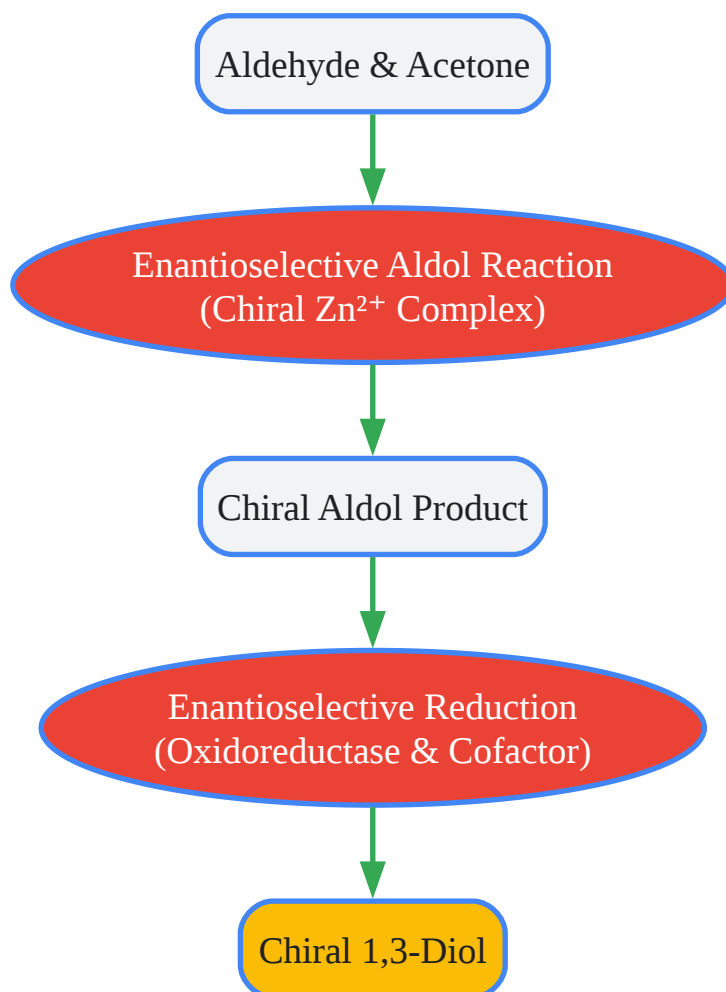 Aldehyde & Acetone
Enantioselective Aldol Reaction
(Chiral Zn²⁺ Complex)
Chiral Aldol Product
Enantioselective Reduction
(Oxidoreductase & Cofactor)
Chiral 1,3-Diol